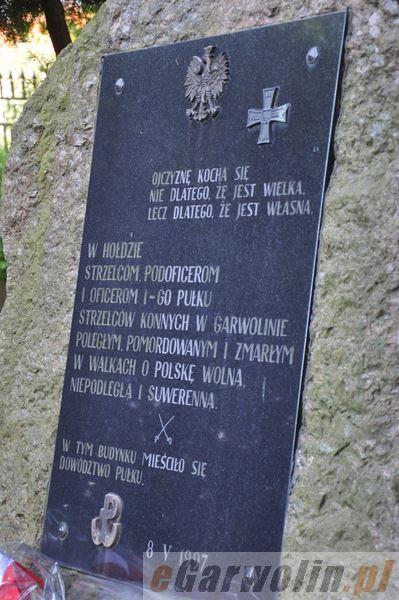 OJCZYZNĘ KOCHA SIĘ
NIE DLATEGO, ŻE JEST WIELKA,
LECZ DLATEGO, ŻE JEST WŁASNA.
W HOŁDZIE
STRZELCOM, PODOFICEROM
I OFICEROM 1-GO PUŁKU
STRZELCÓW KONNYCH W GARWOLINIE
POLEGŁYM, POMORDOWANYM I ZMARŁYM
W WALKACH O POLSKĘ WOLNĄ,
NIEPODLEGŁĄ I SUWERENNĄ.
W TYM BUDYNKU MIEŚCIŁO SIĘ
DOWÓDZTWO PUŁKU.
8 V 1997
eGarwolin.pl